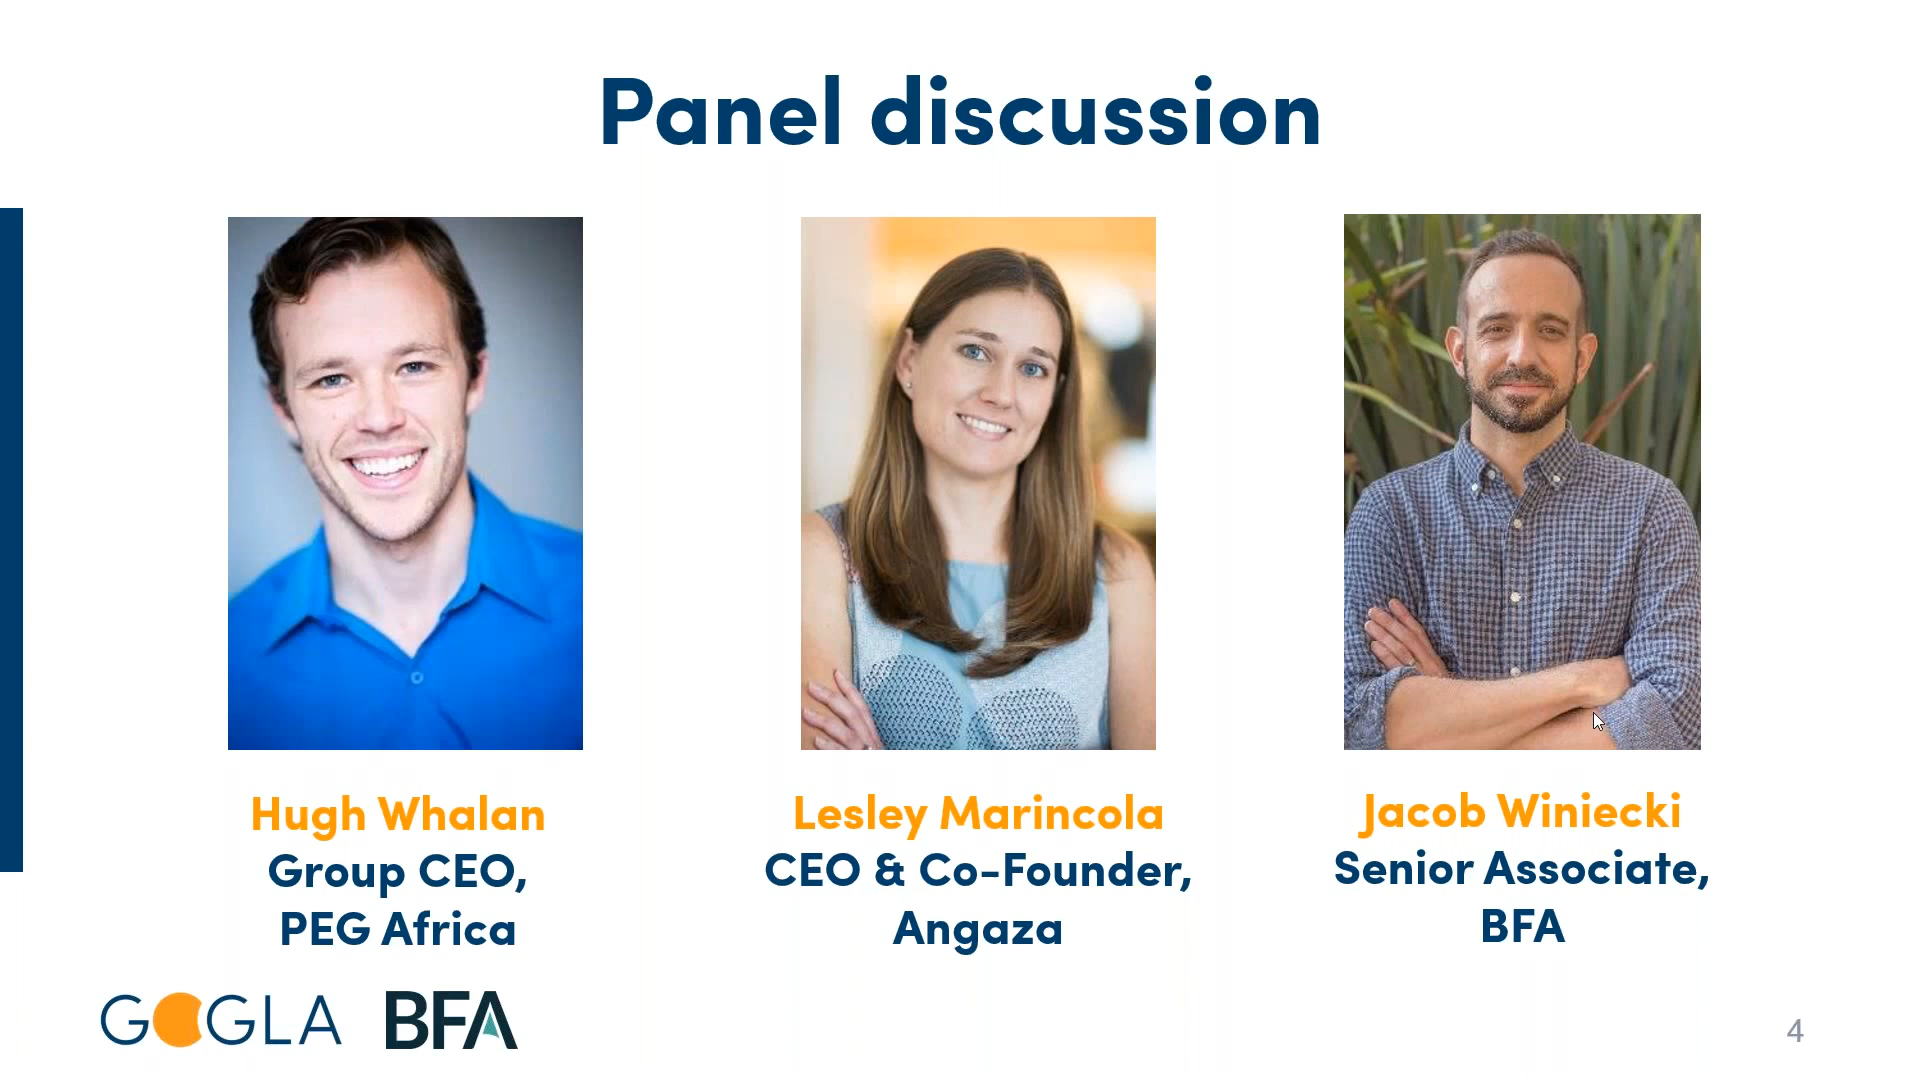 Panel discussion
Hugh Whalan
Group CEO,
PEG Africa
Lesley Marincola
CEO & Co-Founder,
Angaza
Jacob Winiecki
Senior Associate,
BFA
GOGLA
BFA
4